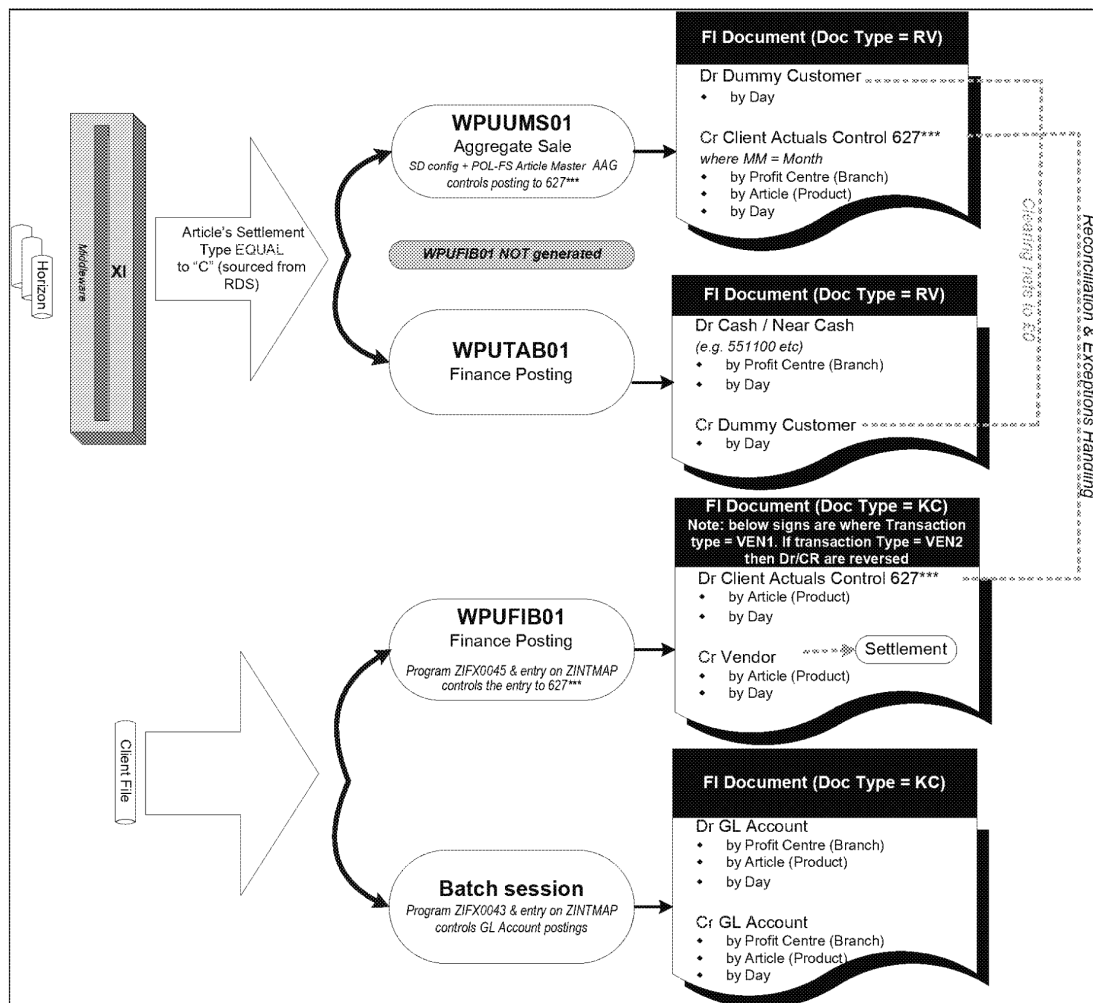 Horizon
Middleware
XI
Article's Settlement
Type EQUAL
to "C" (sourced from
RDS)
WPUUMS01
Aggregate Sale
SD config + POL-FS Article Master AAG
controls posting to 627***
WPUFIB01 NOT generated
WPUTAB01
Finance Posting
FI Document (Doc Type = RV)
Dr Dummy Customer
• by Day
Cr Client Actuals Control 627***
where MM = Month
• by Profit Centre (Branch)
• by Article (Product)
• by Day
FI Document (Doc Type = RV)
Dr Cash / Near Cash
(e.g. 551100 etc)
• by Profit Centre (Branch)
• by Day
Cr Dummy Customer
• by Day
Clearing nets to £0
Reconciliation & Exceptions Handling
Client File
WPUFIB01
Finance Posting
Program ZIFX0045 & entry on ZINTMAP
controls the entry to 627***
FI Document (Doc Type = KC)
Note: below signs are where Transaction
type = VEN1. If transaction Type = VEN2
then Dr/CR are reversed
Dr Client Actuals Control 627***
• by Article (Product)
• by Day
Cr Vendor
Settlement
• by Article (Product)
• by Day
Batch session
Program ZIFX0043 & entry on ZINTMAP
controls GL Account postings
FI Document (Doc Type = KC)
Dr GL Account
• by Profit Centre (Branch)
• by Article (Product)
• by Day
Cr GL Account
• by Profit Centre (Branch)
• by Article (Product)
• by Day